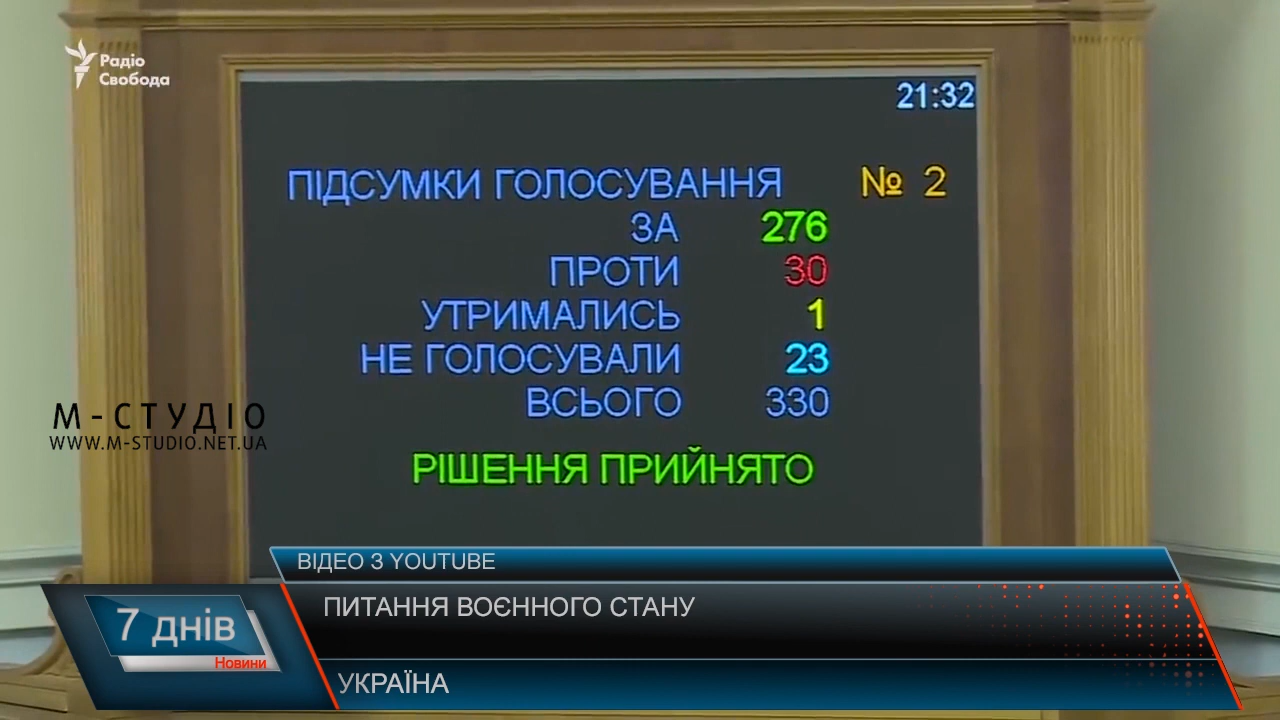 Радіо
Свобода
21:32
ПІДСУМКИ ГОЛОСУВАННЯ № 2
ЗА 276
ПРОТИ 30
УТРИМАЛИСЬ 1
НЕ ГОЛОСУВАЛИ 23
ВСЬОГО 330
М-СТУДІО
WWW.M-STUDIO.NET.UA
РІШЕННЯ ПРИЙНЯТО
ВІДЕО З YOUTUBE
ПИТАННЯ ВОЄННОГО СТАНУ
7 днів
Новини
УКРАЇНА